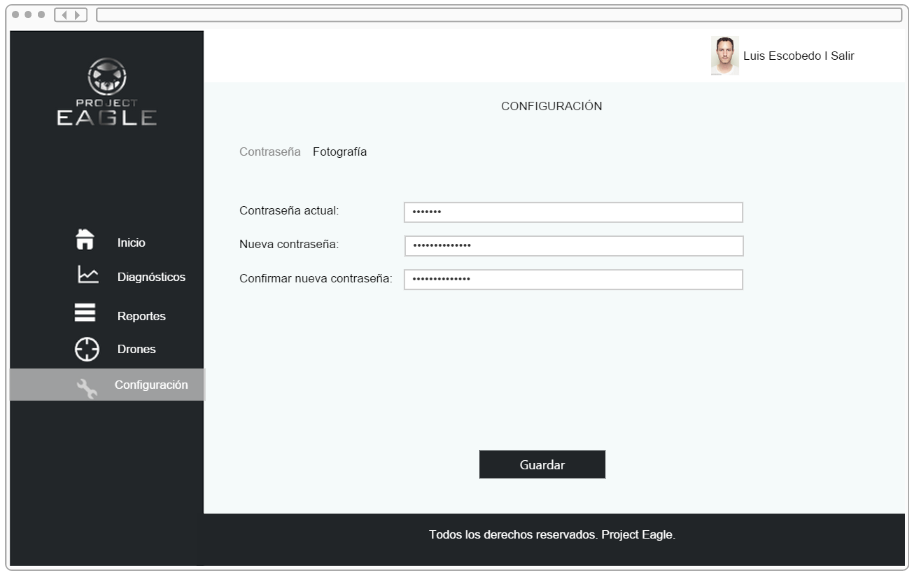 Luis Escobedo I Salir
PROJECT
EAGLE
CONFIGURACIÓN
Contraseña Fotografía
Contraseña actual: •••••••
Nueva contraseña: ••••••••••••••
Confirmar nueva contraseña: ••••••••••••••
Inicio
Diagnósticos
Reportes
Drones
Configuración
Guardar
Todos los derechos reservados. Project Eagle.